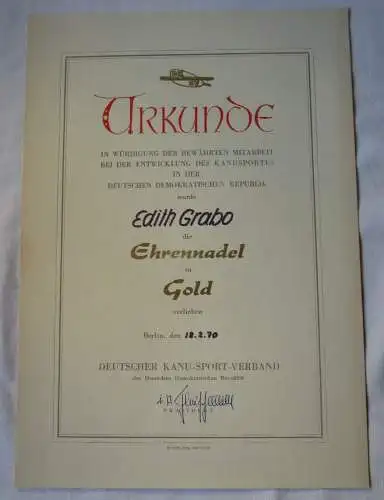 URKUNDE
IN WÜRDIGUNG DER BEWÄHRTEN MITARBEIT
BEI DER ENTWICKLUNG DES KANUSPORTES
IN DER
DEUTSCHEN DEMOKRATISCHEN REPUBLIK
wurde
Edith Grabo
die
Ehrennadel
in
Gold
verliehen
Berlin, den 18.2.70
DEUTSCHER KANU-SPORT-VERBAND
der Deutschen Demokratischen Republik
PRÄSIDENT